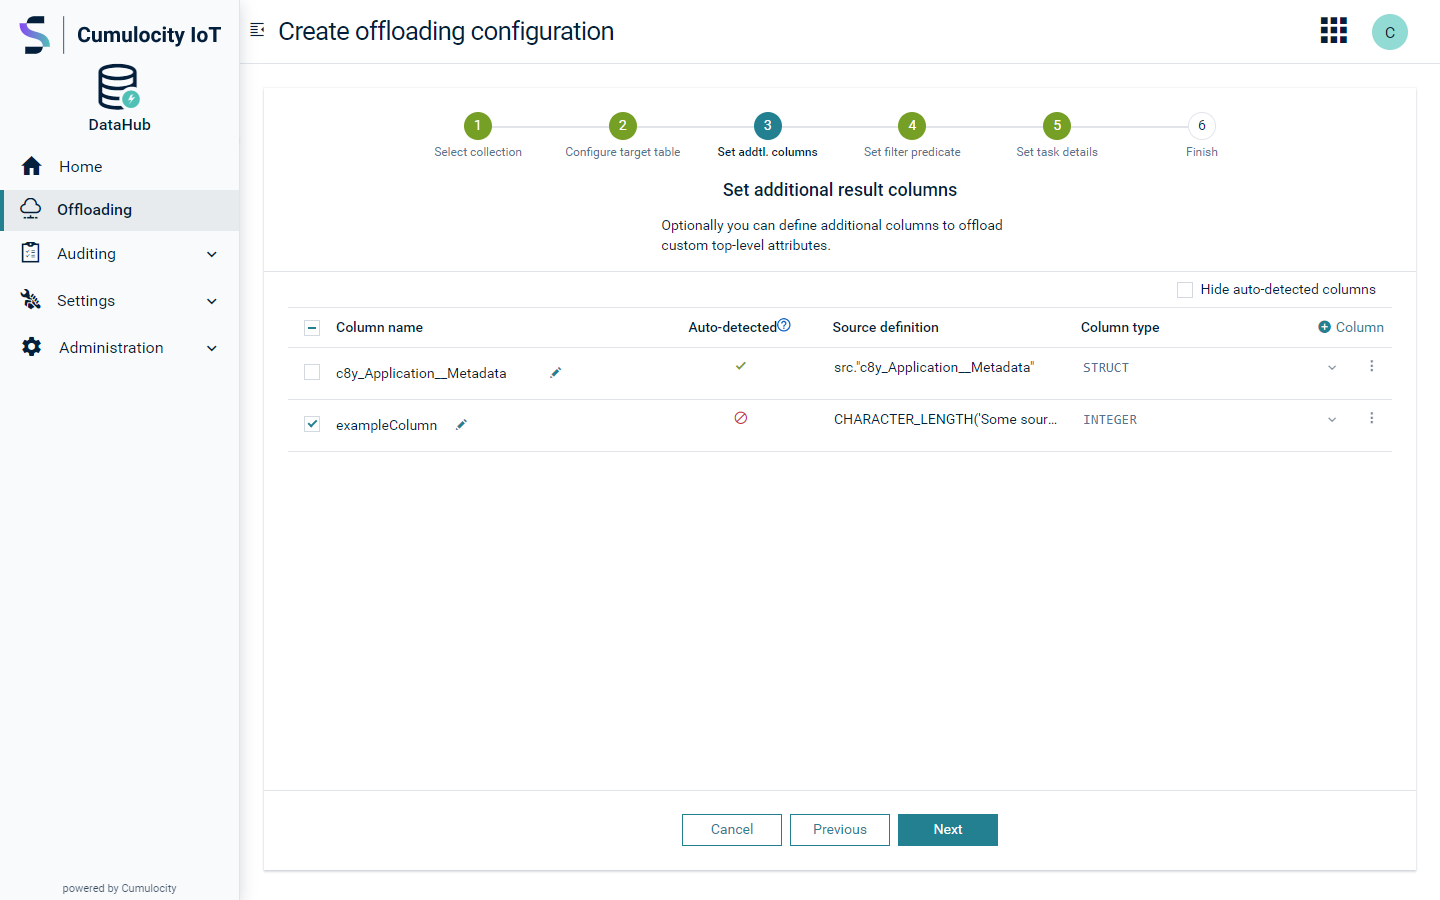 Cumulocity IoT
DataHub
Home
Offloading
Auditing
Settings
Administration
powered by Cumulocity
Create offloading configuration
C
1 2 3 4 5 6
Select collection Configure target table Set addtl. columns Set filter predicate Set task details Finish
Set additional result columns
Optionally you can define additional columns to offload
custom top-level attributes.
Hide auto-detected columns
Column name Auto-detected Source definition Column type Column
c8y_Application__Metadata src."c8y_Application__Metadata" STRUCT
exampleColumn CHARACTER_LENGTH('Some sour... INTEGER
Cancel Previous Next